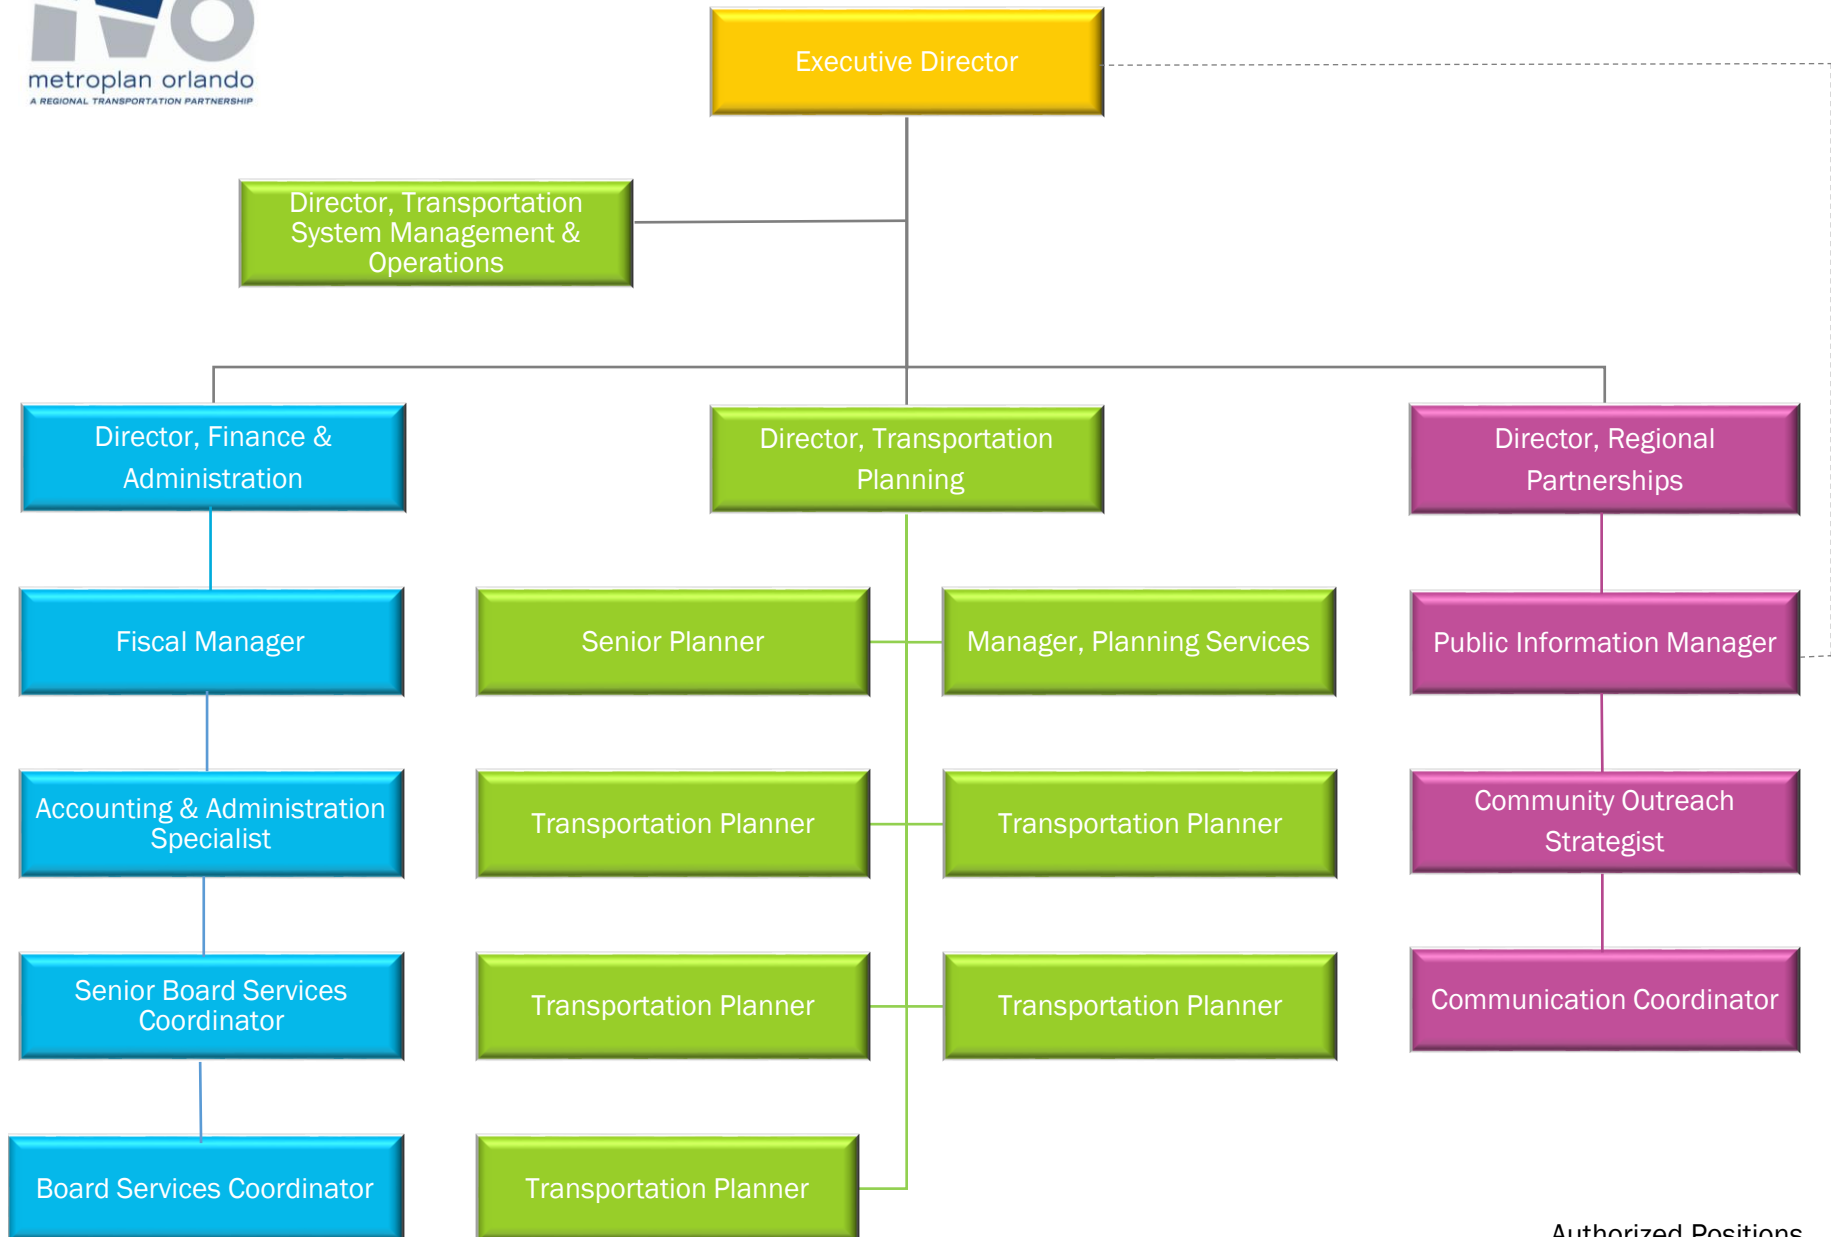 metroplan orlando
A REGIONAL TRANSPORTATION PARTNERSHIP
Executive Director
Director, Transportation
System Management &
Operations
Director, Finance &
Administration
Director, Transportation
Planning
Director, Regional
Partnerships
Fiscal Manager
Senior Planner
Manager, Planning Services
Public Information Manager
Accounting & Administration
Specialist
Transportation Planner
Transportation Planner
Community Outreach
Strategist
Senior Board Services
Coordinator
Transportation Planner
Transportation Planner
Communication Coordinator
Board Services Coordinator
Transportation Planner
Authorized Positions